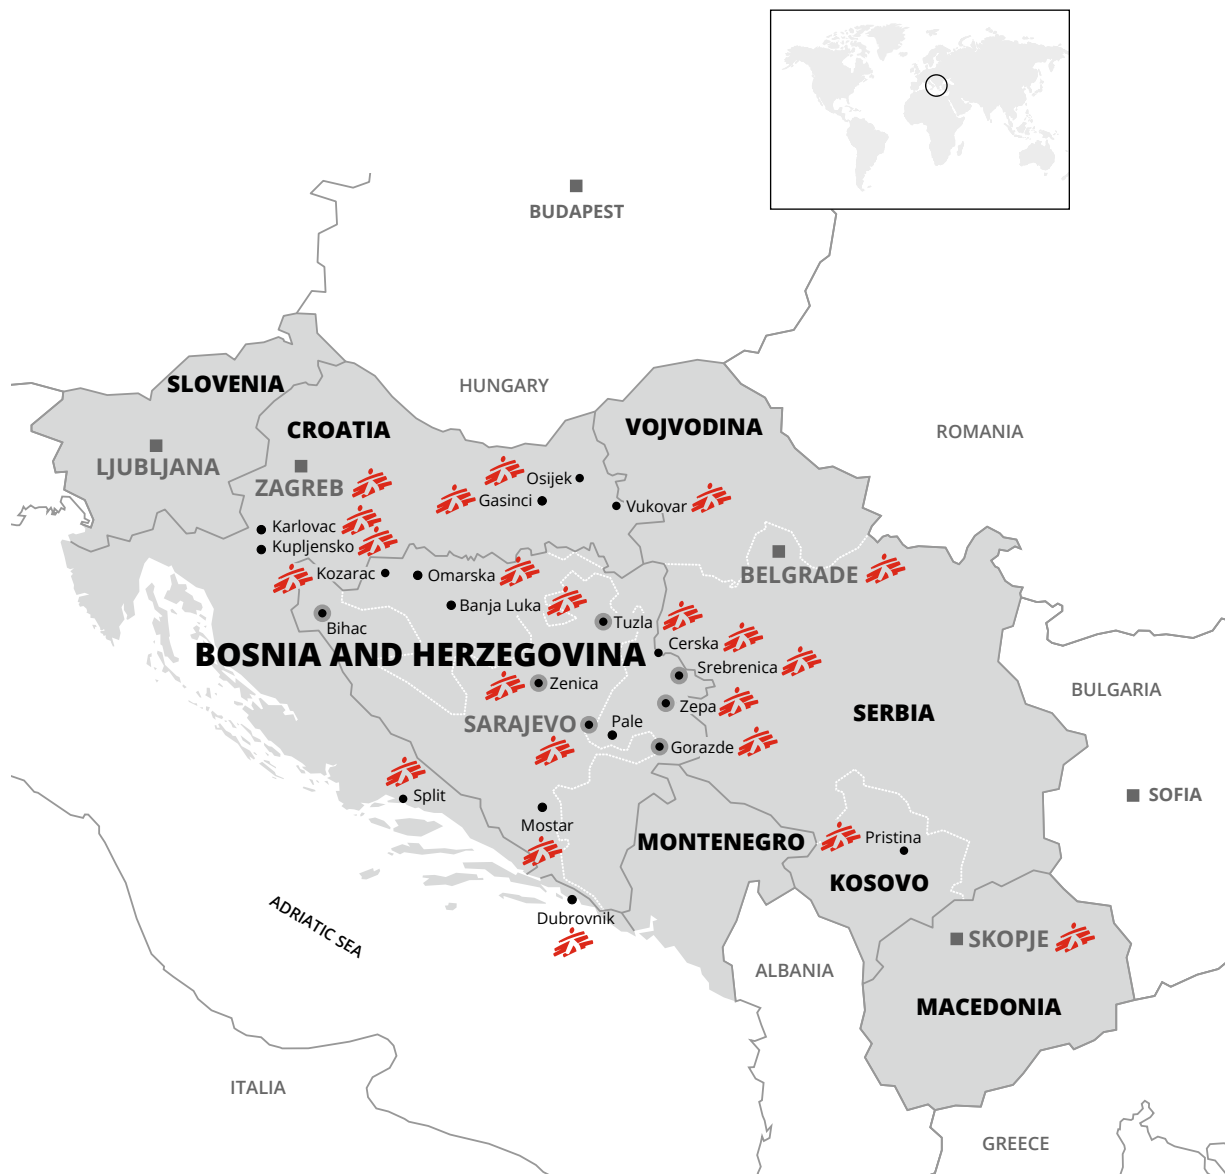 BUDAPEST
SLOVENIA
HUNGARY
CROATIA
VOJVODINA
ROMANIA
LJUBLJANA
ZAGREB
Osijek
Gasinci
Vukovar
Karlovac
Kupljensko
Kozarac
Omarska
BELGRADE
Banja Luka
Tuzla
Bihac
Cerska
BOSNIA AND HERZEGOVINA
Srebrenica
Zenica
BULGARIA
Zepa
SERBIA
SARAJEVO
Pale
Gorazde
Split
SOFIA
Mostar
MONTENEGRO
Pristina
KOSOVO
ADRIATIC SEA
Dubrovnik
SKOPJE
ALBANIA
MACEDONIA
ITALIA
GREECE